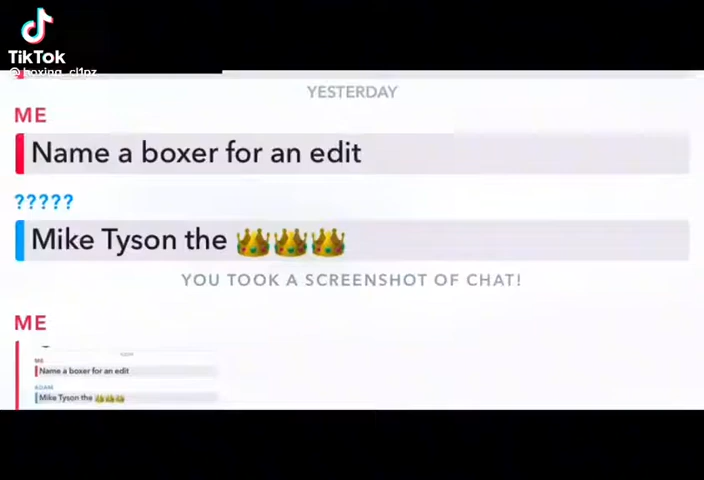 TikTok
@boxing_cl1pz
YESTERDAY
ME
Name a boxer for an edit
?????
Mike Tyson the 👑👑👑
YOU TOOK A SCREENSHOT OF CHAT!
ME
ME
Name a boxer for an edit
ADAM
Mike Tyson the 👑👑👑